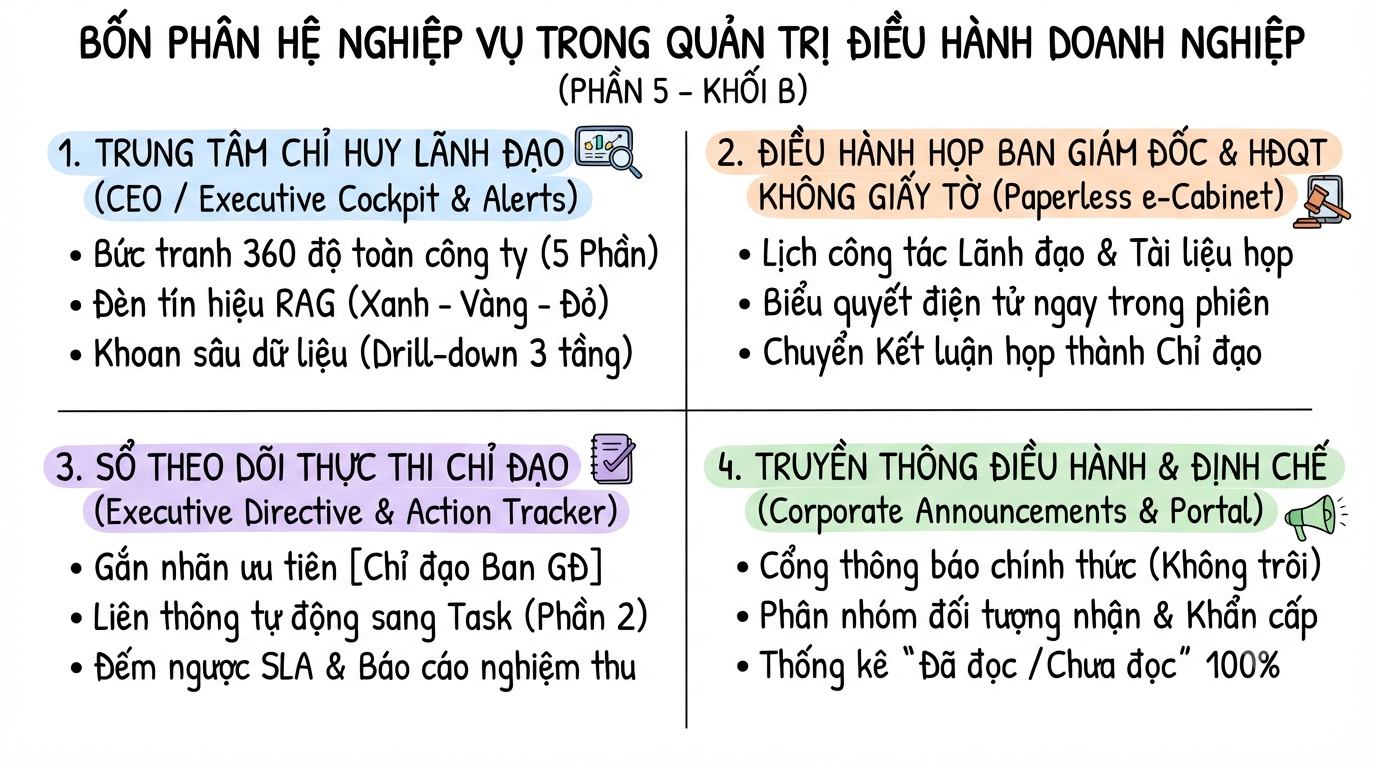 BỐN PHÂN HỆ NGHIỆP VỤ TRONG QUẢN TRỊ ĐIỀU HÀNH DOANH NGHIỆP
(PHẦN 5 – KHỐI B)
1. TRUNG TÂM CHỈ HUY LÃNH ĐẠO
(CEO / Executive Cockpit & Alerts)
• Bức tranh 360 độ toàn công ty (5 Phần)
• Đèn tín hiệu RAG (Xanh - Vàng - Đỏ)
• Khoan sâu dữ liệu (Drill-down 3 tầng)
2. ĐIỀU HÀNH HỌP BAN GIÁM ĐỐC & HĐQT
KHÔNG GIẤY TỜ (Paperless e-Cabinet)
• Lịch công tác Lãnh đạo & Tài liệu họp
• Biểu quyết điện tử ngay trong phiên
• Chuyển Kết luận họp thành Chỉ đạo
3. SỔ THEO DÕI THỰC THI CHỈ ĐẠO
(Executive Directive & Action Tracker)
• Gắn nhãn ưu tiên [Chỉ đạo Ban GĐ]
• Liên thông tự động sang Task (Phần 2)
• Đếm ngược SLA & Báo cáo nghiệm thu
4. TRUYỀN THÔNG ĐIỀU HÀNH & ĐỊNH CHẾ
(Corporate Announcements & Portal)
• Cổng thông báo chính thức (Không trôi)
• Phân nhóm đối tượng nhận & Khẩn cấp
• Thống kê "Đã đọc /Chưa đọc" 100%